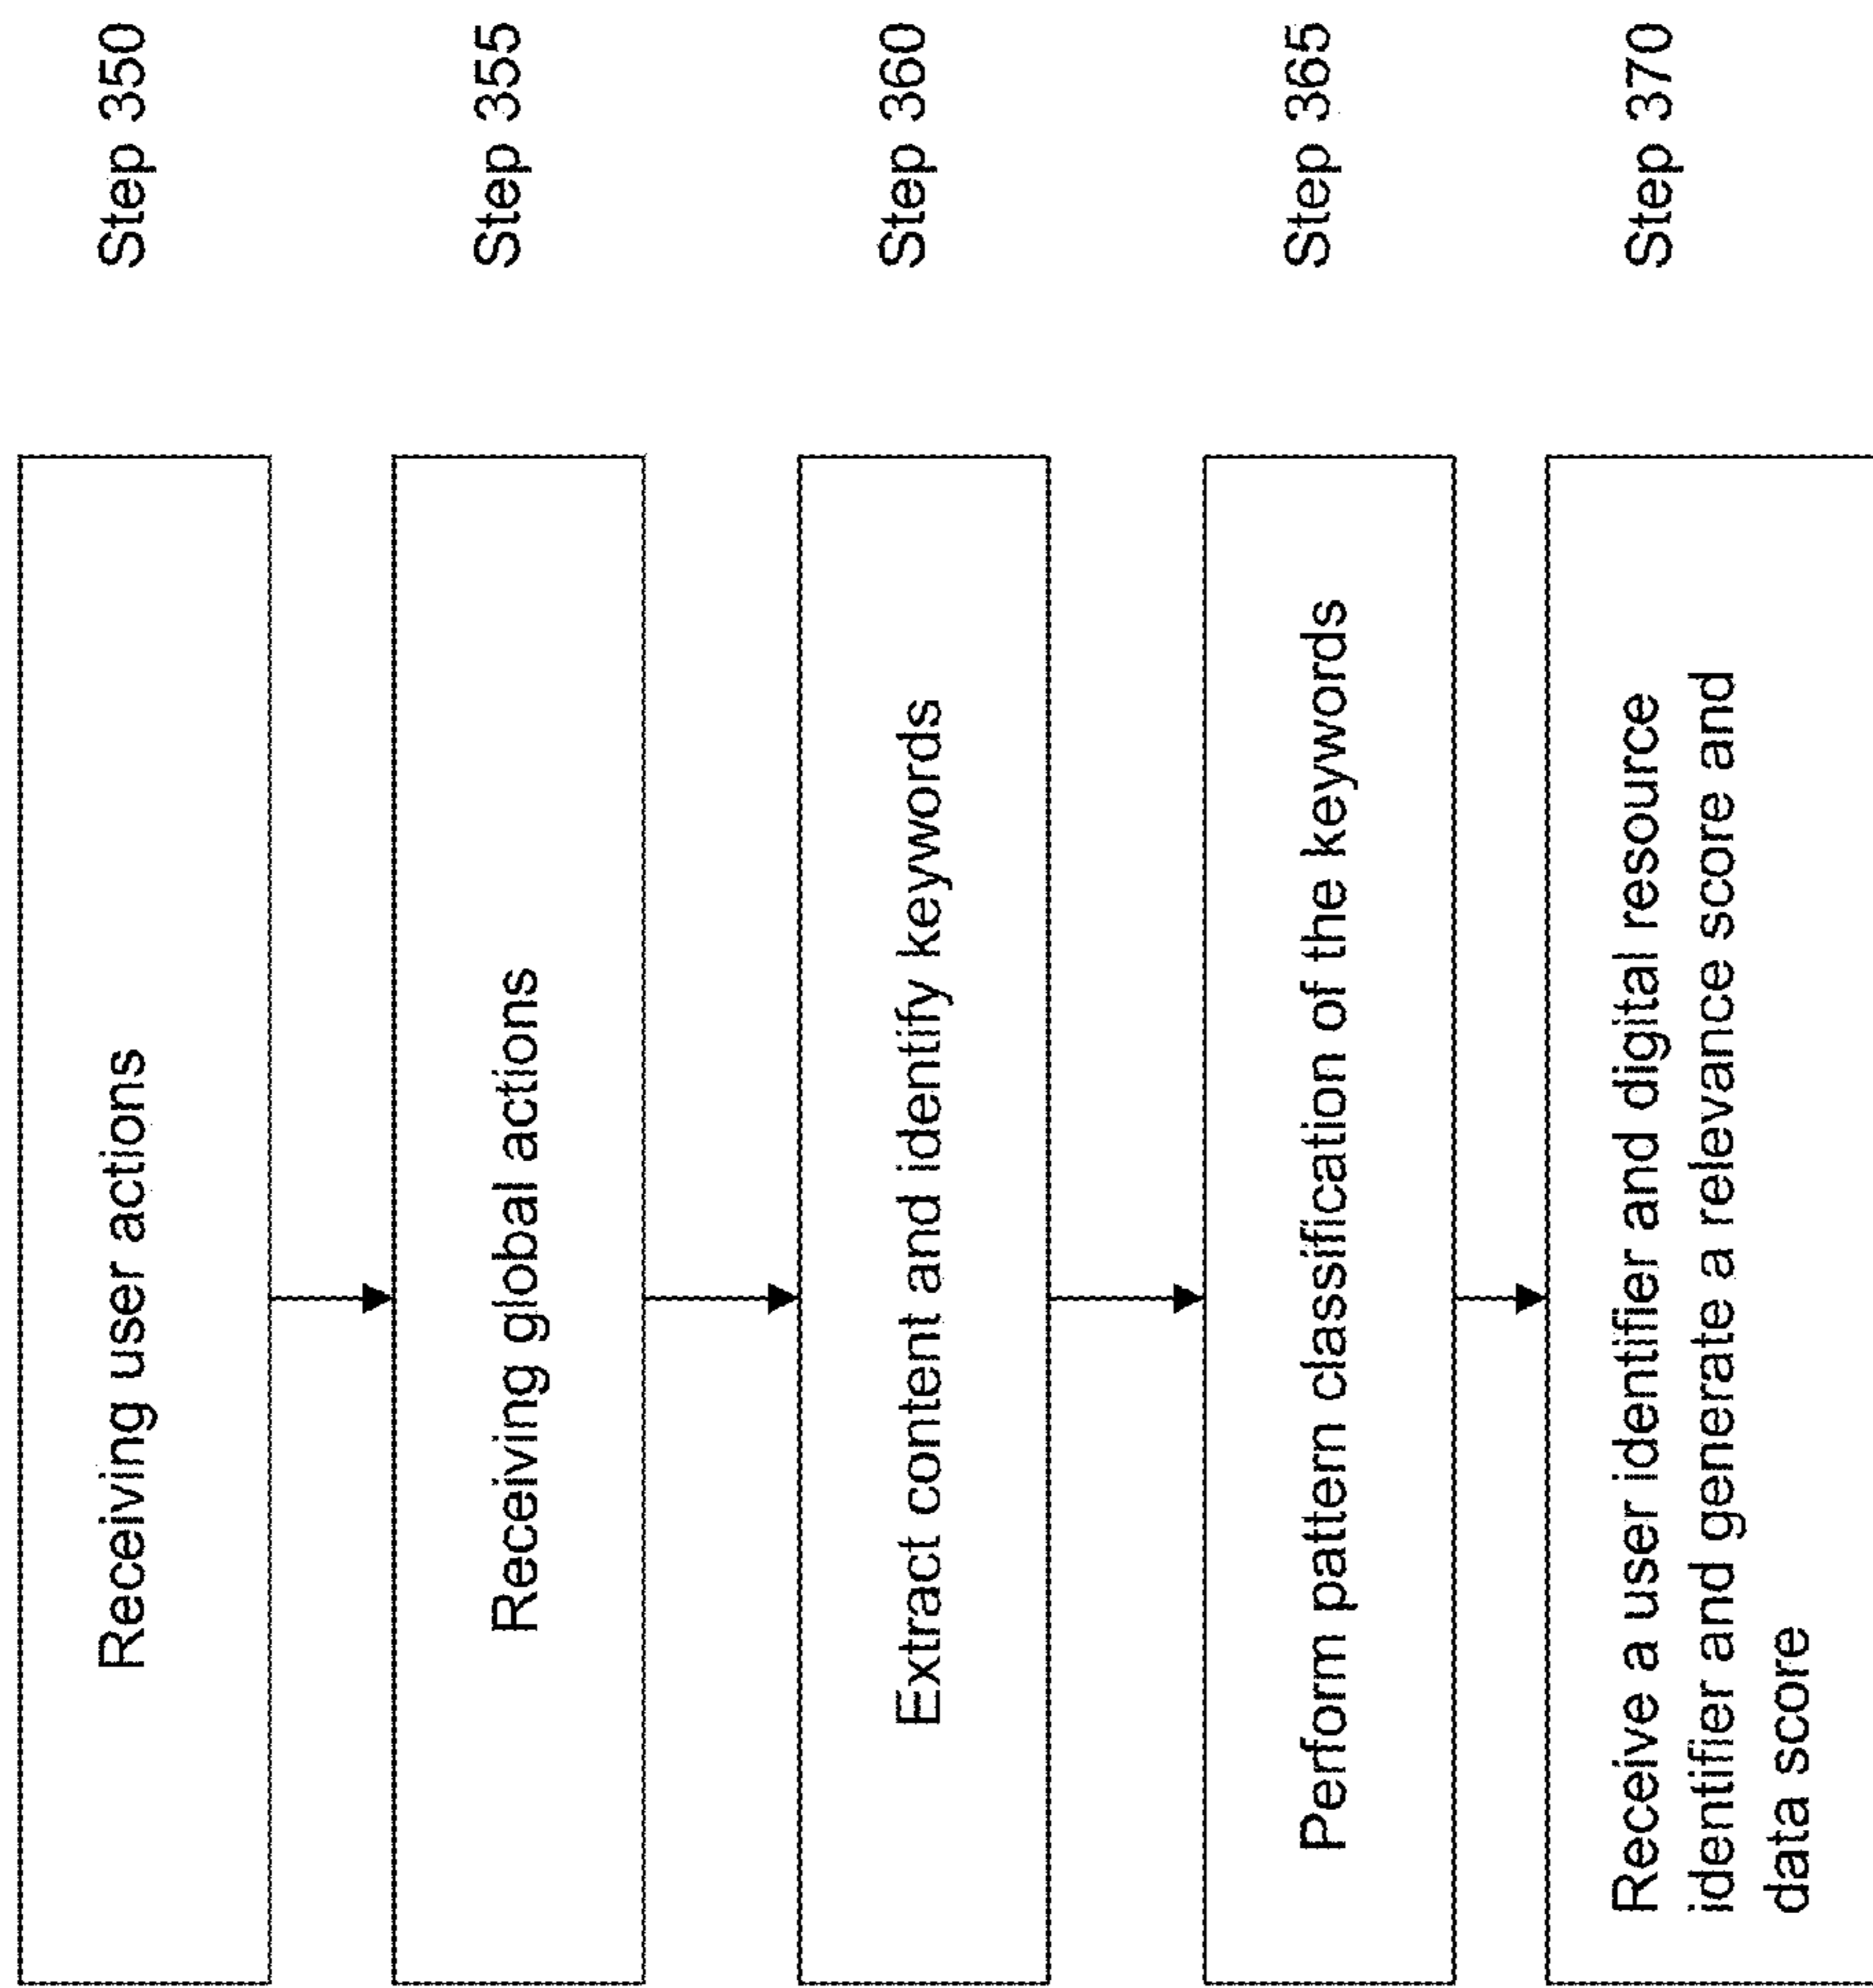 Receiving user actions
Step 350
Receiving global actions
Step 355
Extract content and identify keywords
Step 360
Perform pattern classification of the keywords
Step 365
Receive a user identifier and digital resource
identifier and generate a relevance score and
data score
Step 370